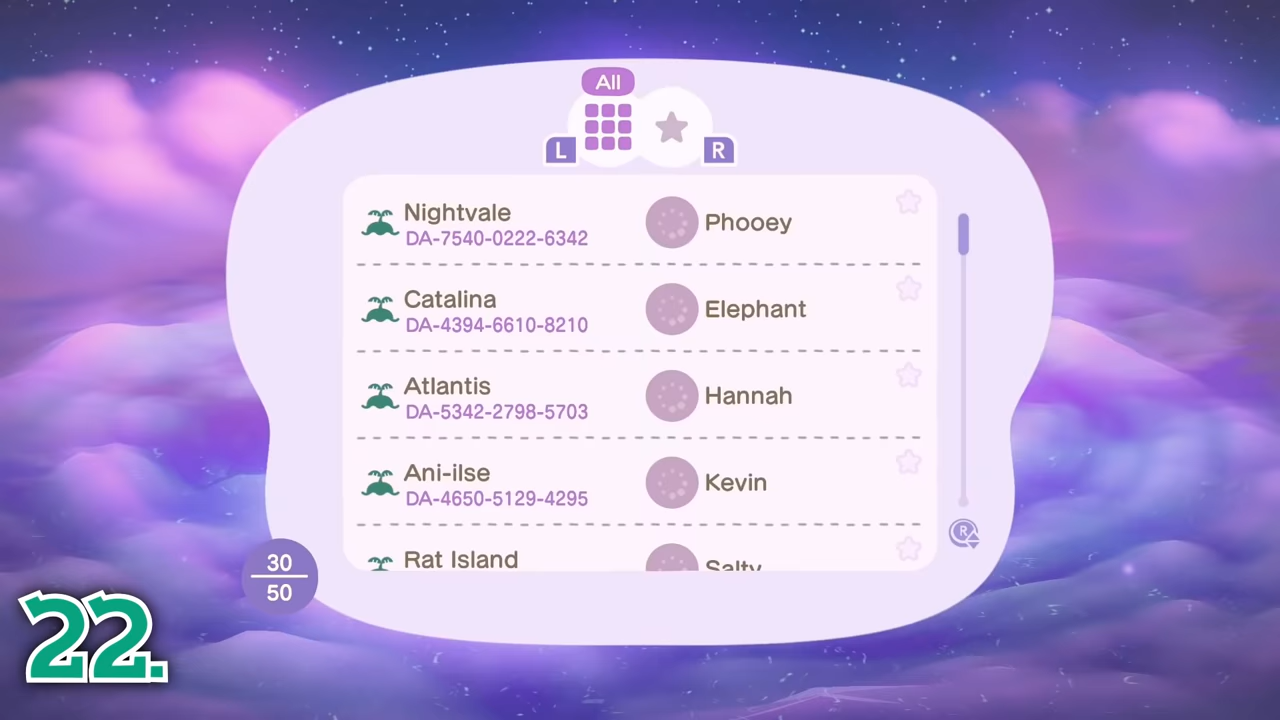 All
L
R
Nightvale
DA-7540-0222-6342
Phooey
Catalina
DA-4394-6610-8210
Elephant
Atlantis
DA-5342-2798-5703
Hannah
Ani-ilse
DA-4650-5129-4295
Kevin
Rat Island
Salty
R
30
50
22.